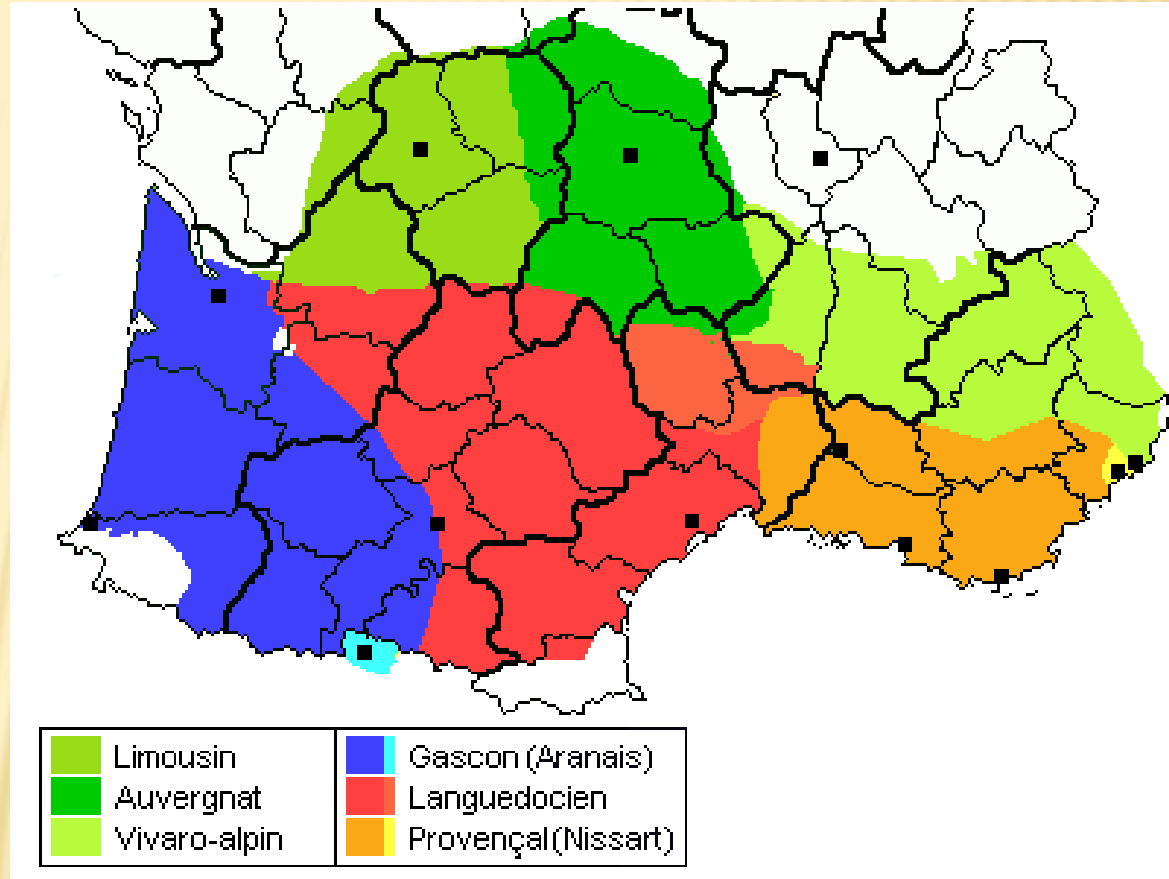 Limousin
Auvergnat
Vivaro-alpin
Gascon (Aranais)
Languedocien
Provençal (Nissart)